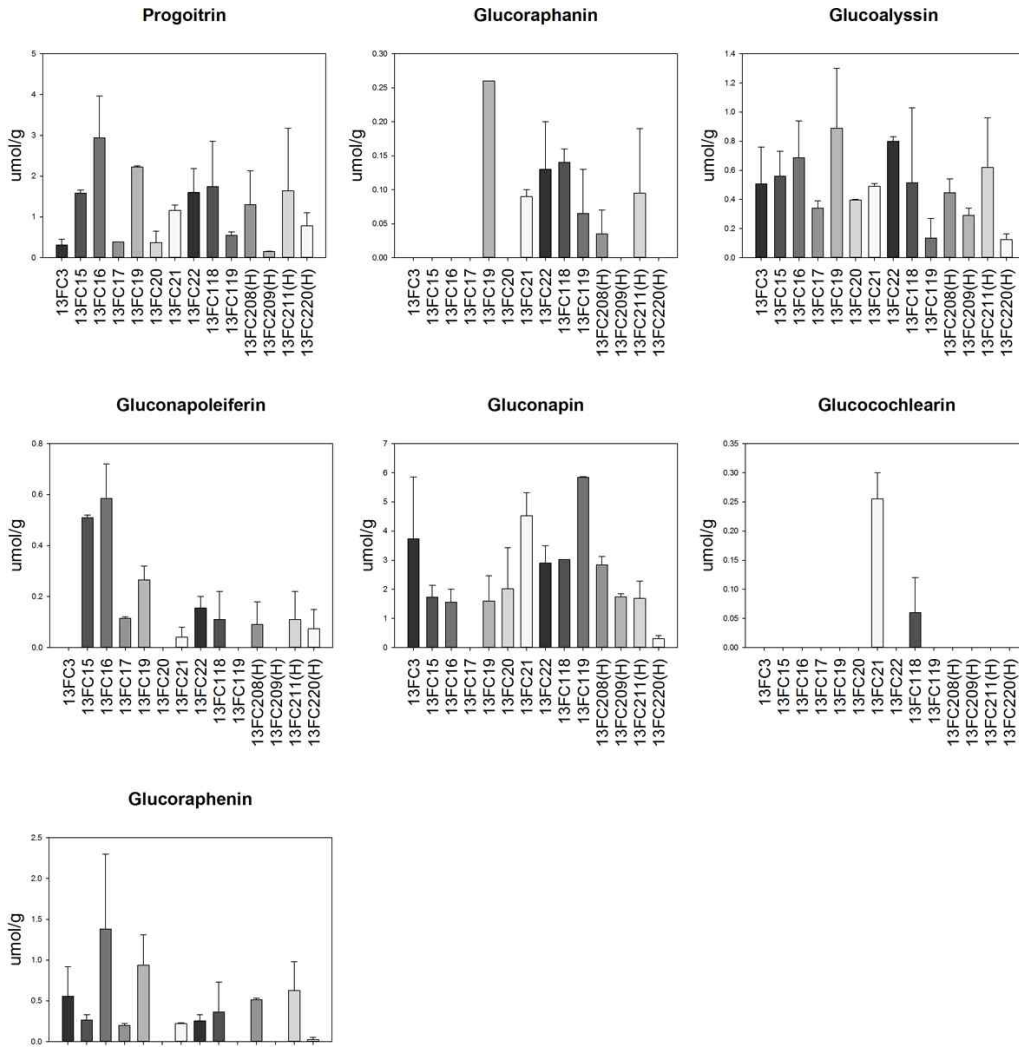 Progoitrin
umol/g
5
4
3
2
1
0
13FC3
13FC15
13FC16
13FC17
13FC19
13FC20
13FC21
13FC22
13FC118
13FC119
13FC208(H)
13FC209(H)
13FC211(H)
13FC220(H)
Glucoraphanin
0.30
0.25
0.20
0.15
0.10
0.05
0.00
13FC3
13FC15
13FC16
13FC17
13FC19
13FC20
13FC21
13FC22
13FC118
13FC119
13FC208(H)
13FC209(H)
13FC211(H)
13FC220(H)
Glucoalyssin
umol/g
1.4
1.2
1.0
0.8
0.6
0.4
0.2
0.0
13FC3
13FC15
13FC16
13FC17
13FC19
13FC20
13FC21
13FC22
13FC118
13FC119
13FC208(H)
13FC209(H)
13FC211(H)
13FC220(H)
Gluconapoleiferin
umol/g
0.8
0.6
0.4
0.2
0.0
13FC3
13FC15
13FC16
13FC17
13FC19
13FC20
13FC21
13FC22
13FC118
13FC119
13FC208(H)
13FC209(H)
13FC211(H)
13FC220(H)
Gluconapin
7
6
5
4
3
2
1
0
13FC3
13FC15
13FC16
13FC17
13FC19
13FC20
13FC21
13FC22
13FC118
13FC119
13FC208(H)
13FC209(H)
13FC211(H)
13FC220(H)
Glucocochlearin
umol/g
0.35
0.30
0.25
0.20
0.15
0.10
0.05
0.00
13FC3
13FC15
13FC16
13FC17
13FC19
13FC20
13FC21
13FC22
13FC118
13FC119
13FC208(H)
13FC209(H)
13FC211(H)
13FC220(H)
Glucoraphenin
umol/g
2.5
2.0
1.5
1.0
0.5
0.0